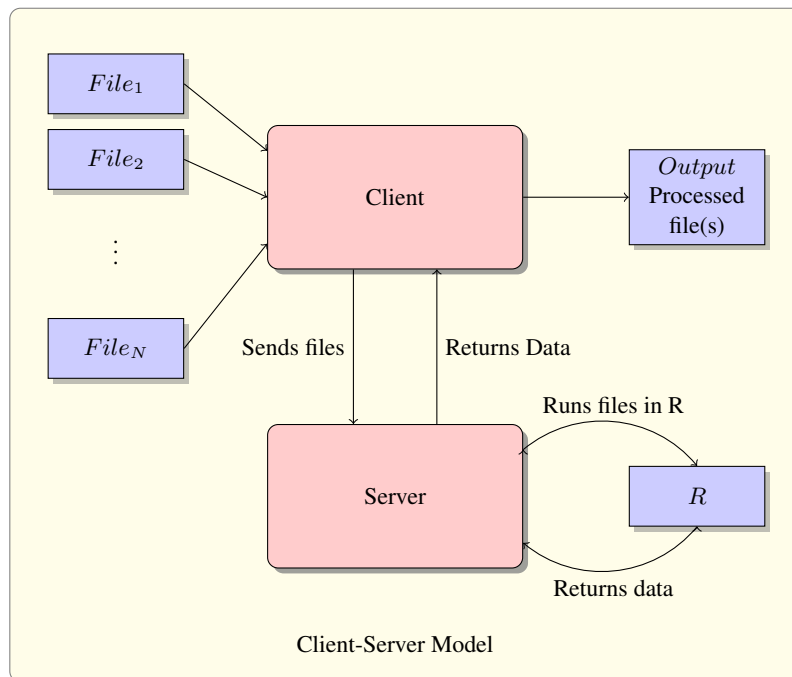 File₁
File₂
⋮
File_N
Client
Output
Processed
file(s)
Sends files
Returns Data
Runs files in R
Server
R
Returns data
Client-Server Model